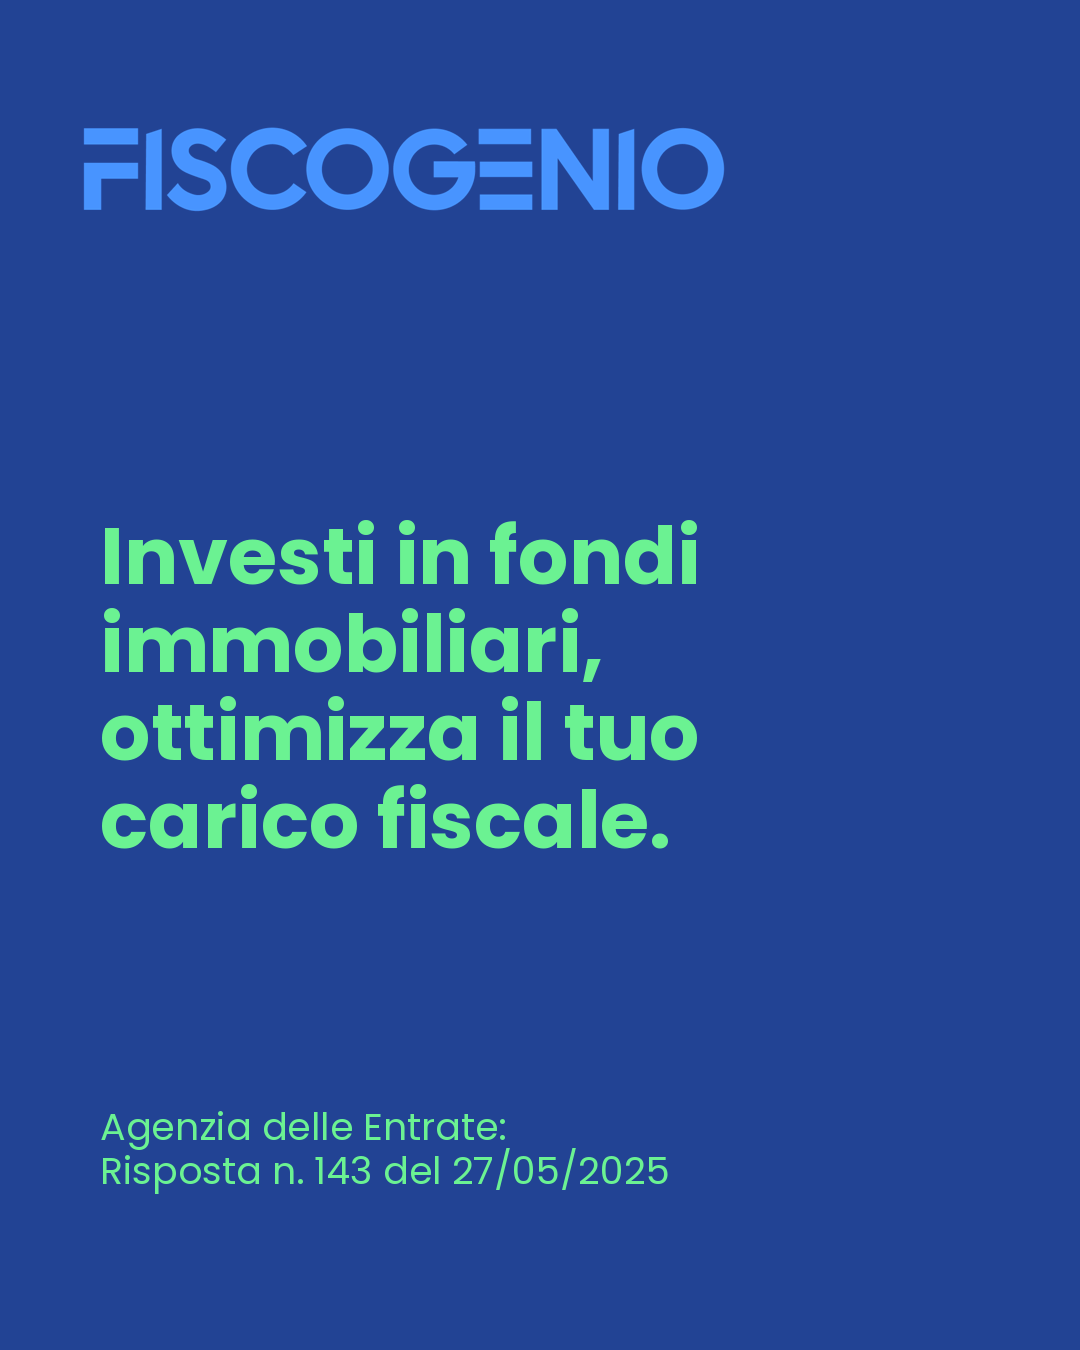 FISCOGENIO
Investi in fondi
immobiliari,
ottimizza il tuo
carico fiscale.
Agenzia delle Entrate:
Risposta n. 143 del 27/05/2025